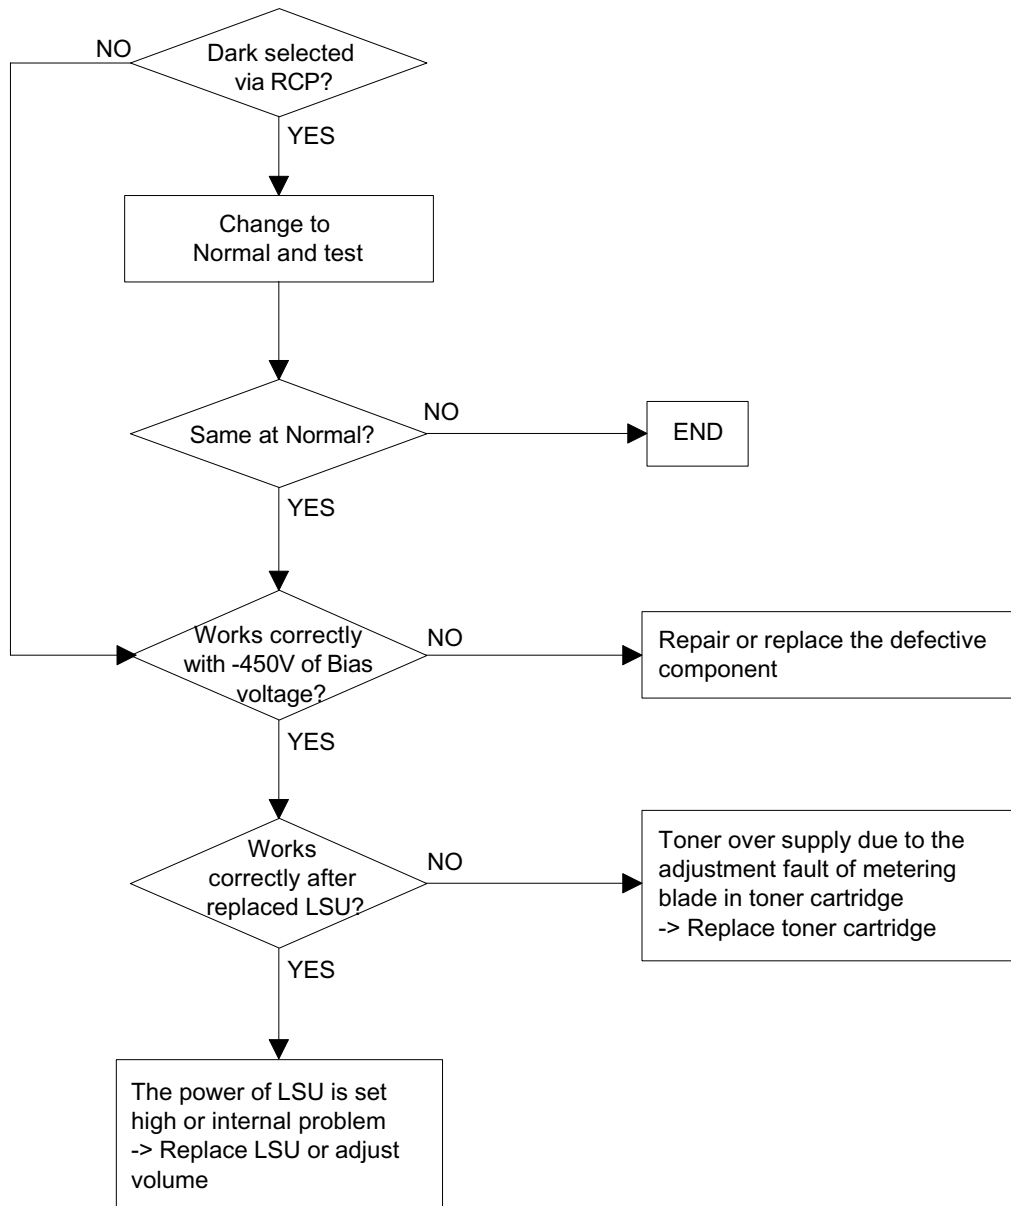 NO
Dark selected
via RCP?
YES
Change to
Normal and test
Same at Normal?
NO
END
YES
Works correctly
with -450V of Bias
voltage?
NO
Repair or replace the defective
component
YES
Works
correctly after
replaced LSU?
NO
Toner over supply due to the
adjustment fault of metering
blade in toner cartridge
-> Replace toner cartridge
YES
The power of LSU is set
high or internal problem
-> Replace LSU or adjust
volume